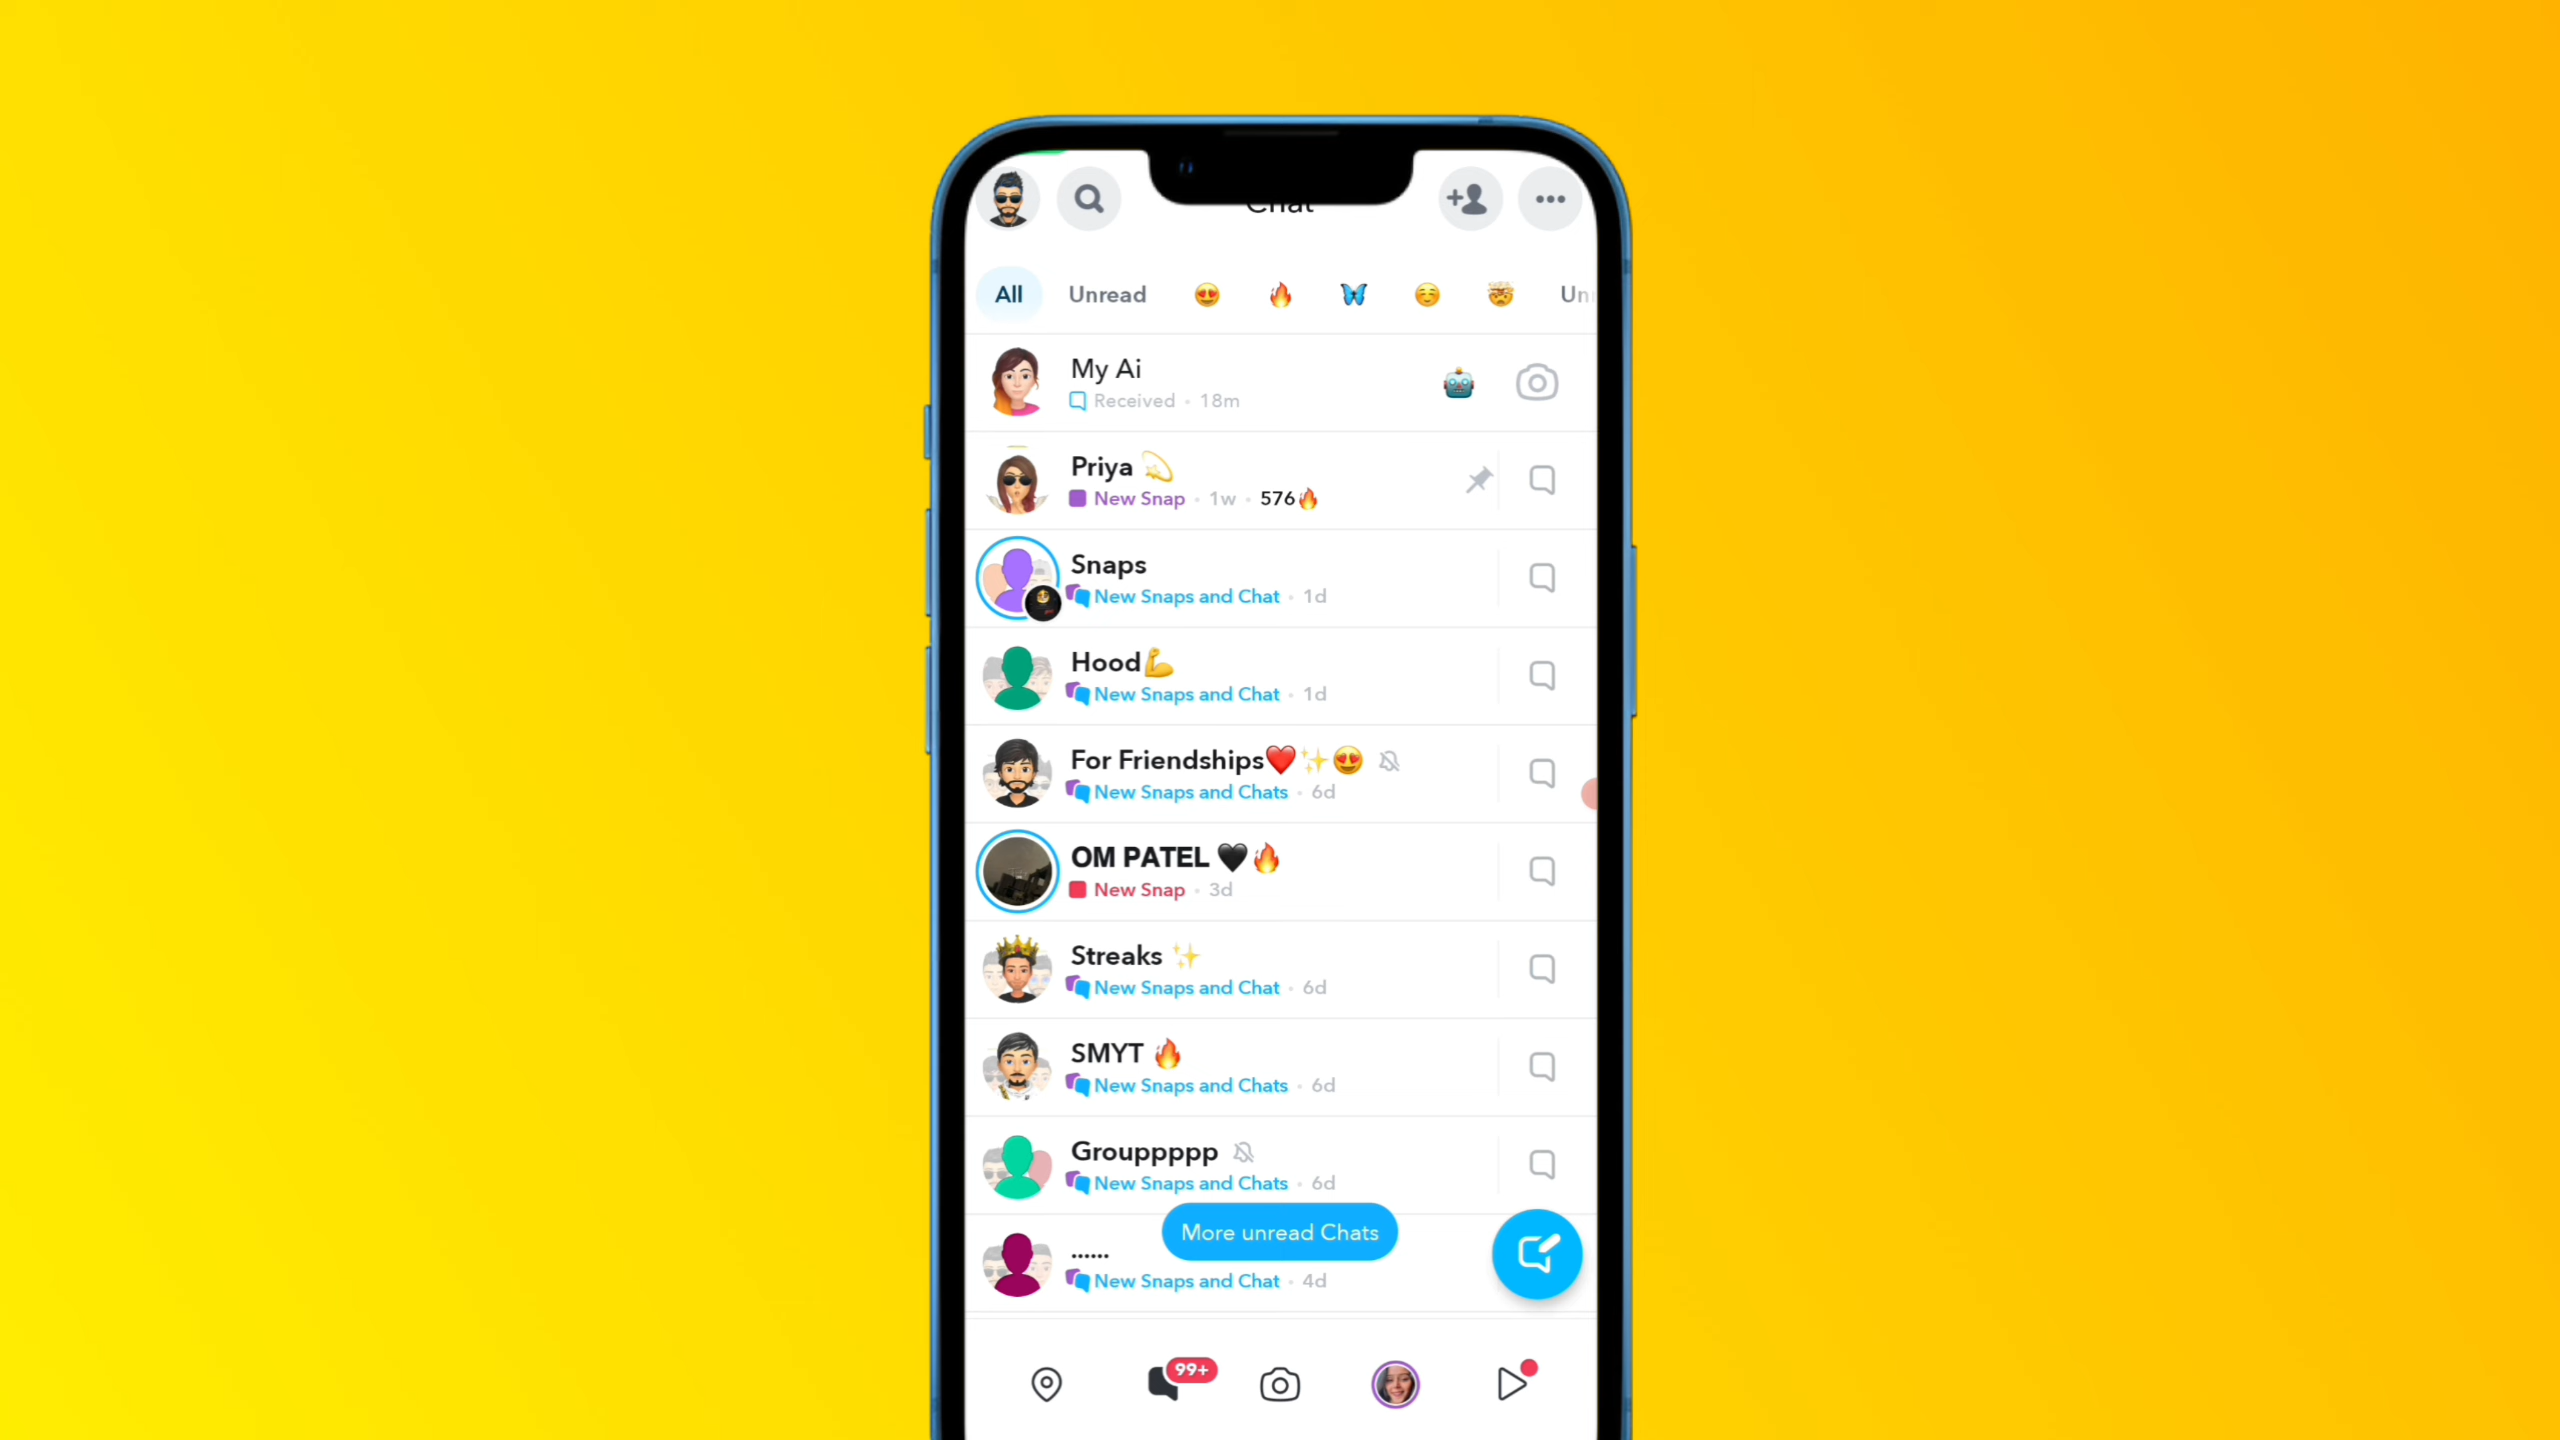 Chat
All Unread 😍 🔥 🦋 ☺️ 🤯 Un
My Ai
Received · 18m
Priya 💫
New Snap · 1w · 576🔥
Snaps
New Snaps and Chat · 1d
Hood💪
New Snaps and Chat · 1d
For Friendships❤️✨😍
New Snaps and Chats · 6d
OM PATEL 🖤🔥
New Snap · 3d
Streaks ✨
New Snaps and Chat · 6d
SMYT 🔥
New Snaps and Chats · 6d
Grouppppp
New Snaps and Chats · 6d
More unread Chats
......
New Snaps and Chat · 4d
99+